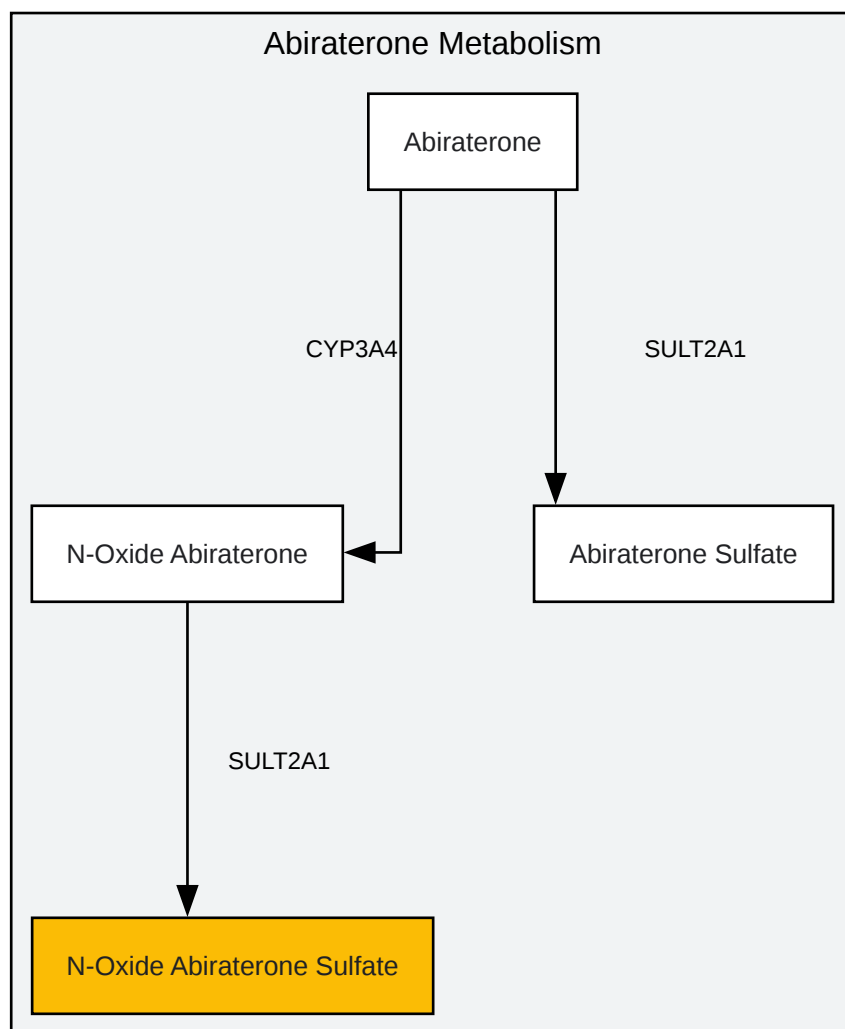 Abiraterone Metabolism
Abiraterone
CYP3A4
SULT2A1
N-Oxide Abiraterone
Abiraterone Sulfate
SULT2A1
N-Oxide Abiraterone Sulfate